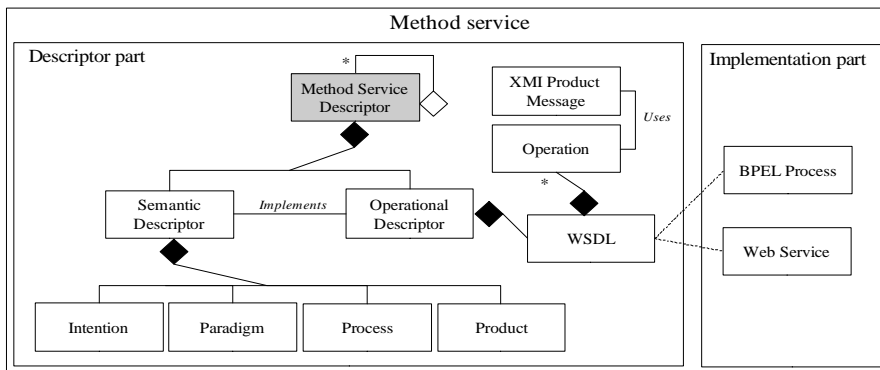 Method service
Descriptor part
Implementation part
*
Method Service
Descriptor
XMI Product
Message
Uses
Operation
BPEL Process
*
Semantic
Descriptor
Implements
Operational
Descriptor
WSDL
Web Service
Intention
Paradigm
Process
Product